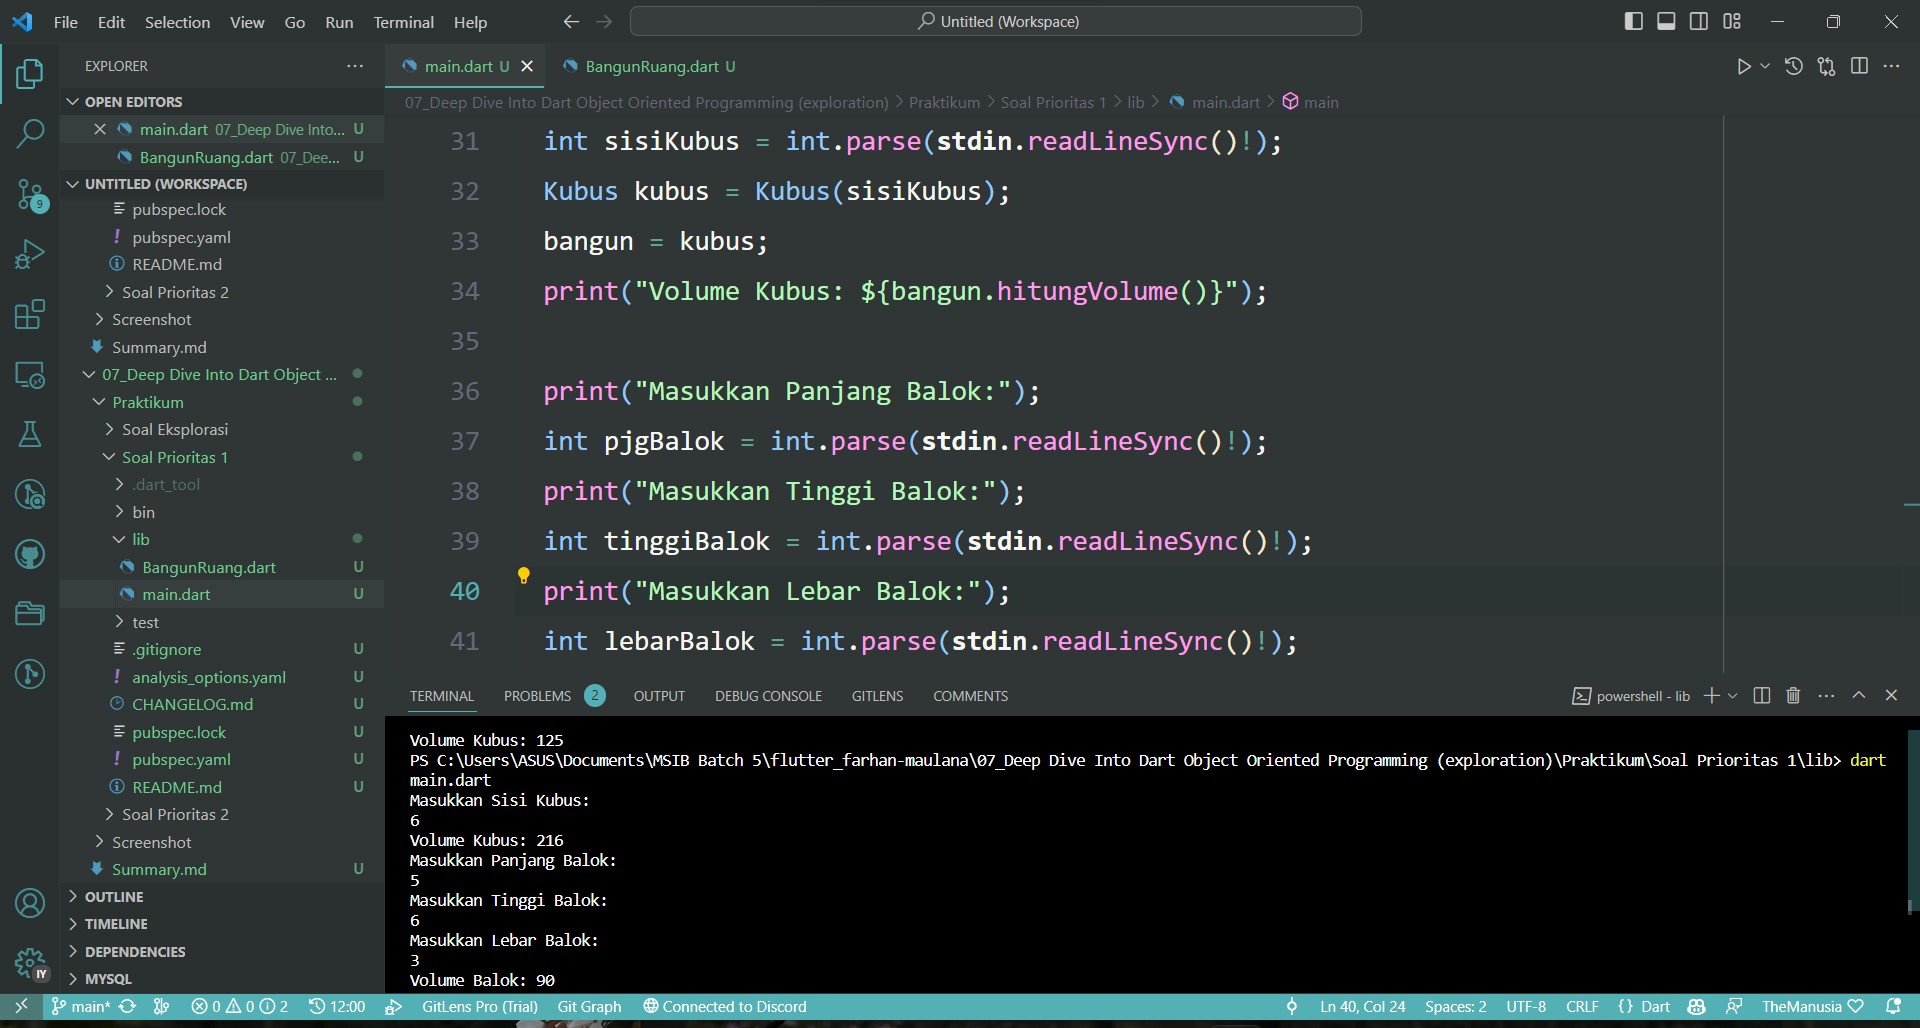 File Edit Selection View Go Run Terminal Help
Untitled (Workspace)
EXPLORER
OPEN EDITORS
main.dart 07_Deep Dive Into... U
BangunRuang.dart 07_Dee... U
UNTITLED (WORKSPACE)
pubspec.lock
! pubspec.yaml
README.md
Soal Prioritas 2
Screenshot
Summary.md
07_Deep Dive Into Dart Object ...
Praktikum
Soal Eksplorasi
Soal Prioritas 1
.dart_tool
bin
lib
BangunRuang.dart U
main.dart U
test
.gitignore U
! analysis_options.yaml U
CHANGELOG.md U
pubspec.lock U
! pubspec.yaml U
README.md U
Soal Prioritas 2
Screenshot
Summary.md U
OUTLINE
TIMELINE
DEPENDENCIES
MYSQL
9
IY
main.dart U
BangunRuang.dart U
07_Deep Dive Into Dart Object Oriented Programming (exploration) > Praktikum > Soal Prioritas 1 > lib > main.dart > main
31 int sisiKubus = int.parse(stdin.readLineSync()!);
32 Kubus kubus = Kubus(sisiKubus);
33 bangun = kubus;
34 print("Volume Kubus: ${bangun.hitungVolume()}");
35
36 print("Masukkan Panjang Balok:");
37 int pjgBalok = int.parse(stdin.readLineSync()!);
38 print("Masukkan Tinggi Balok:");
39 int tinggiBalok = int.parse(stdin.readLineSync()!);
40 print("Masukkan Lebar Balok:");
41 int lebarBalok = int.parse(stdin.readLineSync()!);
TERMINAL PROBLEMS 2 OUTPUT DEBUG CONSOLE GITLENS COMMENTS
powershell - lib
Volume Kubus: 125
PS C:\Users\ASUS\Documents\MSIB Batch 5\flutter_farhan-maulana\07_Deep Dive Into Dart Object Oriented Programming (exploration)\Praktikum\Soal Prioritas 1\lib> dart
main.dart
Masukkan Sisi Kubus:
6
Volume Kubus: 216
Masukkan Panjang Balok:
5
Masukkan Tinggi Balok:
6
Masukkan Lebar Balok:
3
Volume Balok: 90
main* 0 0 2 12:00 GitLens Pro (Trial) Git Graph Connected to Discord Ln 40, Col 24 Spaces: 2 UTF-8 CRLF {} Dart TheManusia